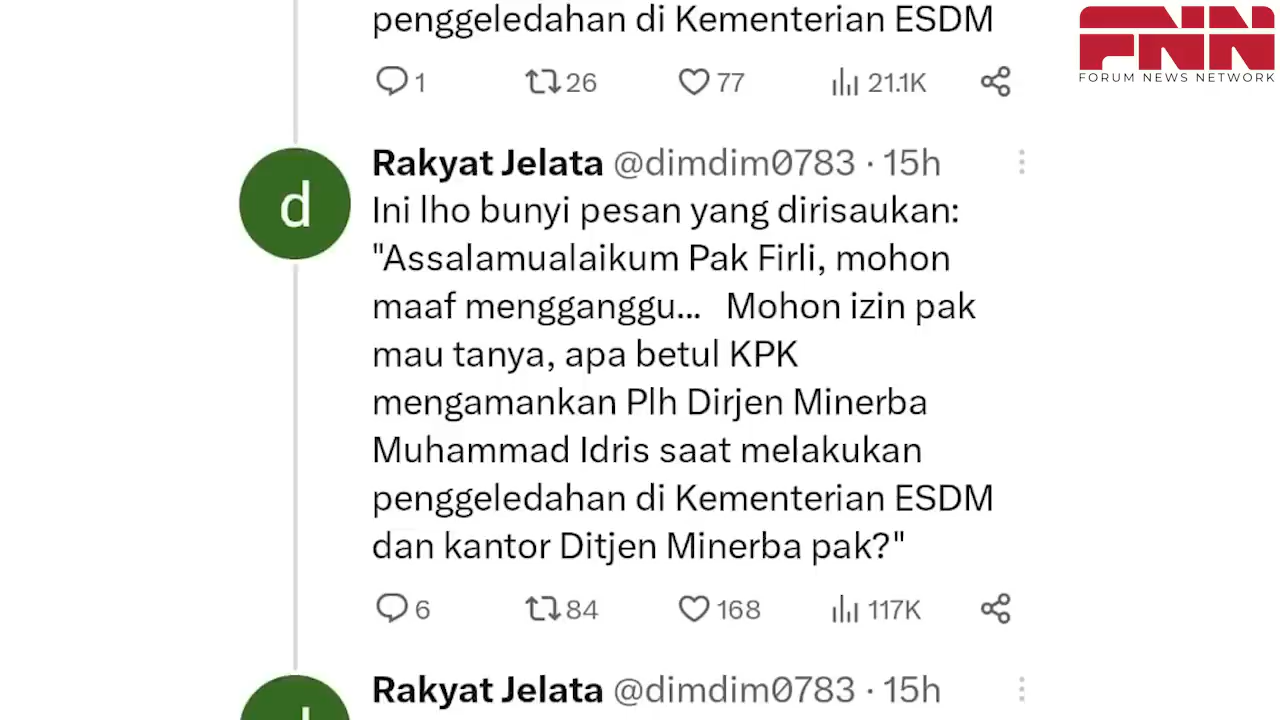 penggeledahan di Kementerian ESDM
1 26 77 21.1K
FNN
FORUM NEWS NETWORK
Rakyat Jelata @dimdim0783 · 15h
d
Ini lho bunyi pesan yang dirisaukan:
"Assalamualaikum Pak Firli, mohon
maaf mengganggu... Mohon izin pak
mau tanya, apa betul KPK
mengamankan Plh Dirjen Minerba
Muhammad Idris saat melakukan
penggeledahan di Kementerian ESDM
dan kantor Ditjen Minerba pak?"
6 84 168 117K
Rakyat Jelata @dimdim0783 · 15h